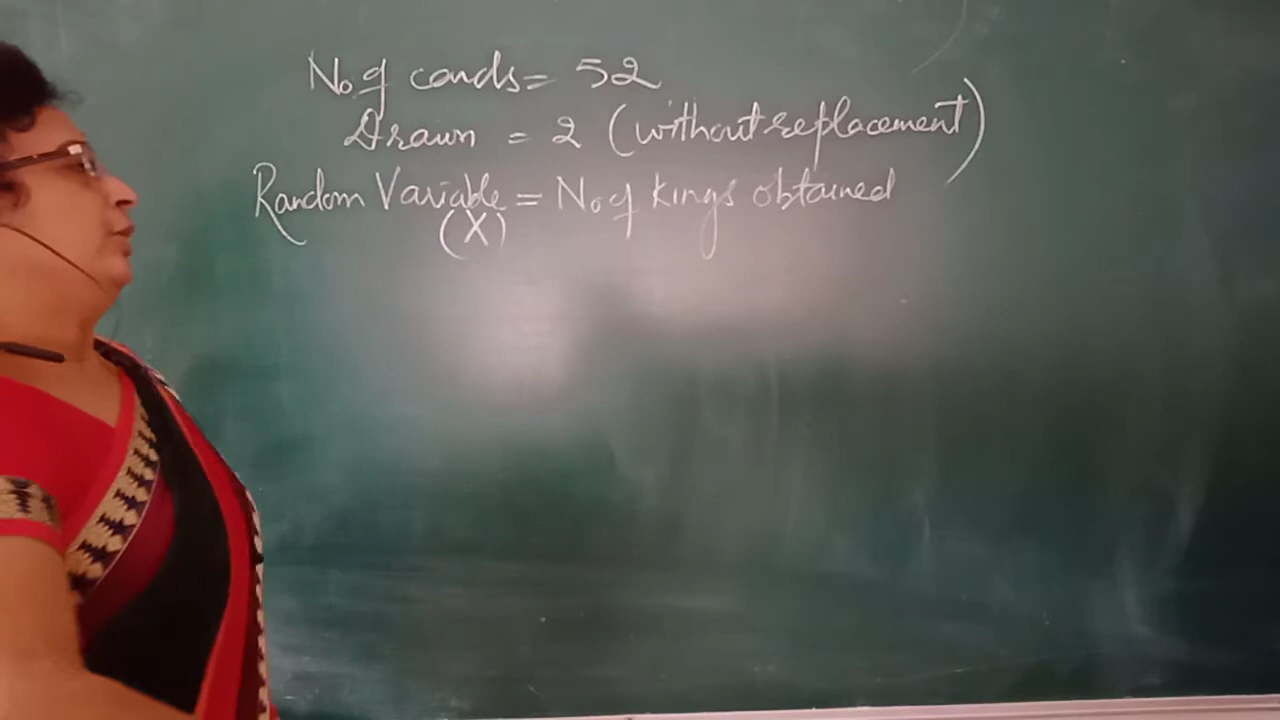 No of cards = 52
Drawn = 2 (without replacement)
Random Variable = No of kings obtained
(X)